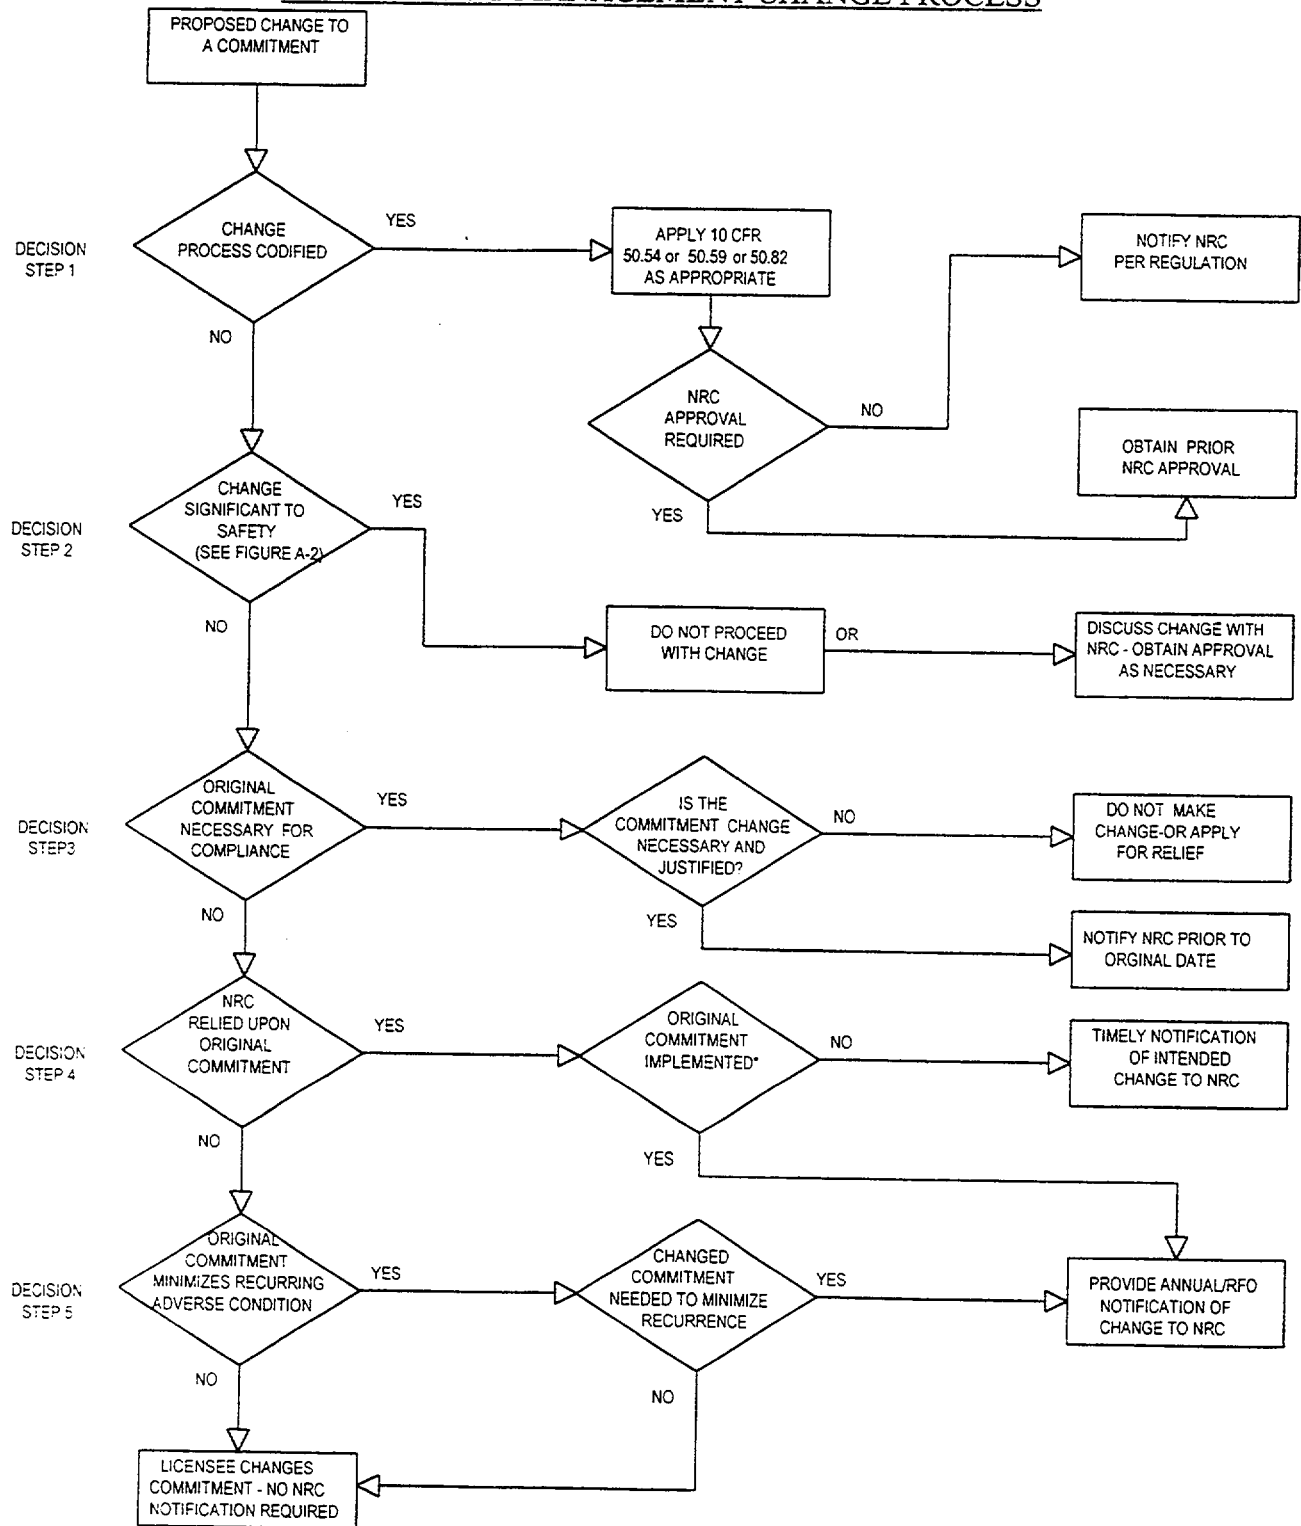 MANAGEMENT CHANGE PROCESS
PROPOSED CHANGE TO
A COMMITMENT
DECISION
STEP 1
CHANGE
PROCESS CODIFIED
YES
NO
APPLY 10 CFR
50.54 or 50.59 or 50.82
AS APPROPRIATE
NOTIFY NRC
PER REGULATION
NRC
APPROVAL
REQUIRED
NO
YES
OBTAIN PRIOR
NRC APPROVAL
DECISION
STEP 2
CHANGE
SIGNIFICANT TO
SAFETY
(SEE FIGURE A-2)
YES
NO
DO NOT PROCEED
WITH CHANGE
OR
DISCUSS CHANGE WITH
NRC - OBTAIN APPROVAL
AS NECESSARY
DECISION
STEP3
ORIGINAL
COMMITMENT
NECESSARY FOR
COMPLIANCE
YES
NO
IS THE
COMMITMENT CHANGE
NECESSARY AND
JUSTIFIED?
NO
YES
DO NOT MAKE
CHANGE-OR APPLY
FOR RELIEF
NOTIFY NRC PRIOR TO
ORGINAL DATE
DECISION
STEP 4
NRC
RELIED UPON
ORIGINAL
COMMITMENT
YES
NO
ORIGINAL
COMMITMENT
IMPLEMENTED*
NO
YES
TIMELY NOTIFICATION
OF INTENDED
CHANGE TO NRC
DECISION
STEP 5
ORIGINAL
COMMITMENT
MINIMIZES RECURRING
ADVERSE CONDITION
YES
NO
CHANGED
COMMITMENT
NEEDED TO MINIMIZE
RECURRENCE
YES
NO
PROVIDE ANNUAL/RFO
NOTIFICATION OF
CHANGE TO NRC
LICENSEE CHANGES
COMMITMENT - NO NRC
NOTIFICATION REQUIRED